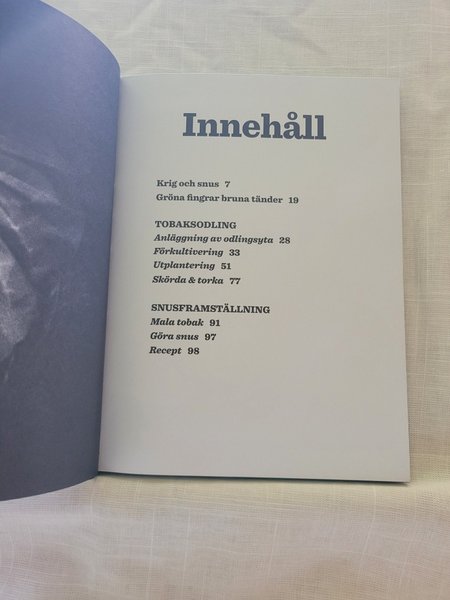 Innehåll
Krig och snus 7
Gröna fingrar bruna tänder 19
TOBAKSODLING
Anläggning av odlingsyta 28
Förkultivering 33
Utplantering 51
Skörda & torka 77
SNUSFRAMSTÄLLNING
Mala tobak 91
Göra snus 97
Recept 98